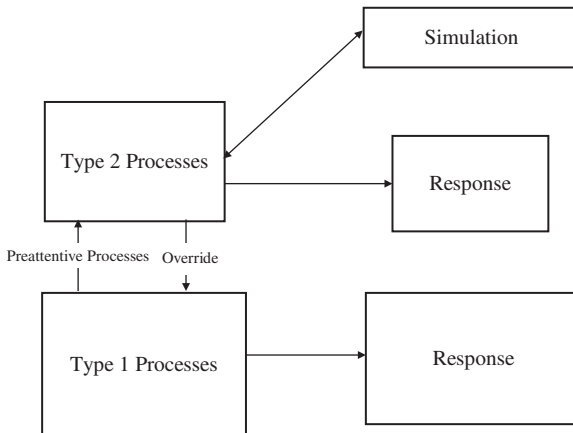 Simulation
Type 2 Processes
Response
Preattentive Processes
Override
Type 1 Processes
Response